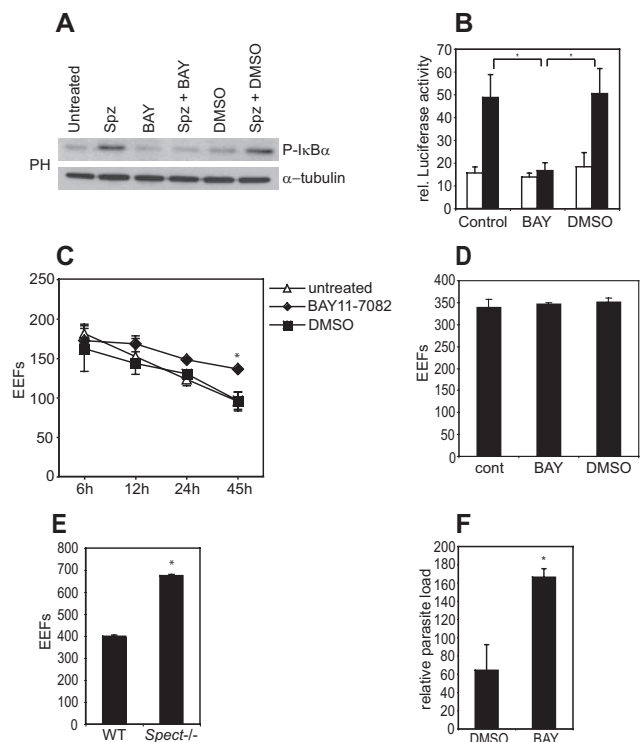 A
Untreated
Spz
BAY
Spz + BAY
DMSO
Spz + DMSO
PH
P-IκBα
α–tubulin
B
rel. Luciferase activity
70
60
50
40
30
20
10
0
*
*
Control
BAY
DMSO
C
EEFs
250
200
150
100
50
0
*
6h
12h
24h
45h
untreated
BAY11-7082
DMSO
D
EEFs
400
350
300
250
200
150
100
50
0
cont
BAY
DMSO
E
EEFs
800
700
600
500
400
300
200
100
0
*
WT
Spect-/-
F
relative parasite load
200
180
160
140
120
100
80
60
40
20
0
*
DMSO
BAY